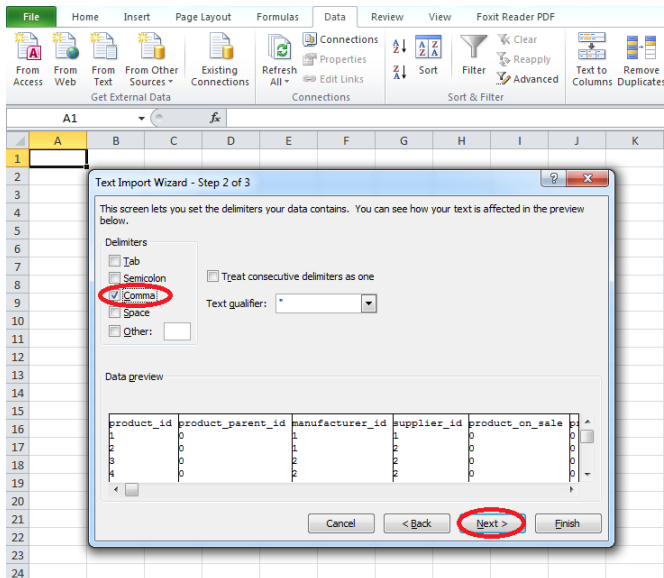 File Home Insert Page Layout Formulas Data Review View Foxit Reader PDF
From Access
From Web
From Text
From Other Sources
Existing Connections
Refresh All
Connections
Properties
Edit Links
A Z
Z A
Z A A Z
Sort
Filter
Clear
Reapply
Advanced
Text to Columns
Remove Duplicates
Get External Data Connections Sort & Filter
A1 fx
A B C D E F G H I J K
1
2
3
4
5
6
7
8
9
10
11
12
13
14
15
16
17
18
19
20
21
22
23
24
Text Import Wizard - Step 2 of 3
This screen lets you set the delimiters your data contains. You can see how your text is affected in the preview
below.
Delimiters
Tab
Semicolon
Comma
Space
Other:
Treat consecutive delimiters as one
Text qualifier: "
Data preview
product_id product_parent_id manufacturer_id supplier_id product_on_sale
1 0 1 1 0 0
2 0 1 2 0 0
3 0 2 2 0 0
4 0 2 2 0 0
Cancel < Back Next > Finish